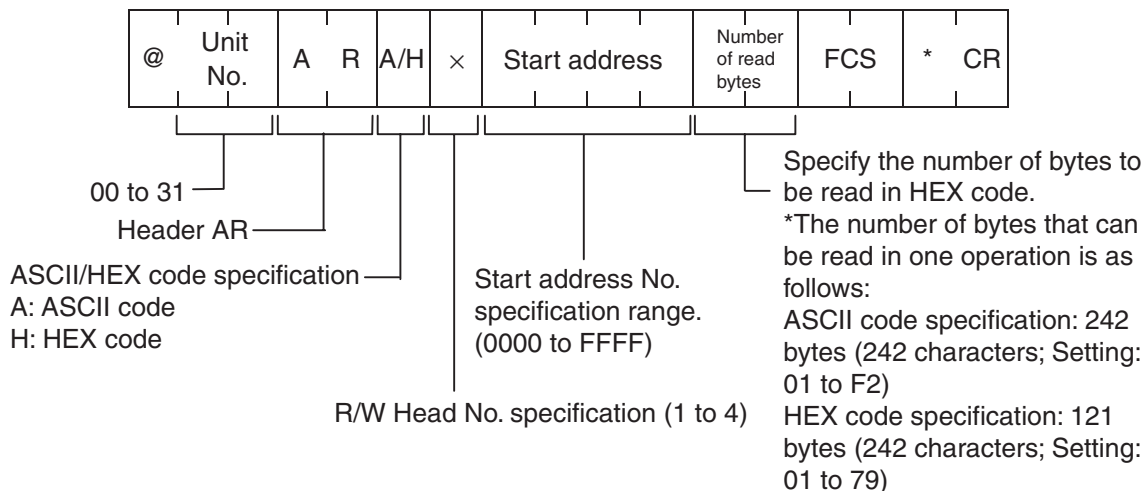 @ Unit No. A R A/H × Start address Number of read bytes FCS * CR
00 to 31
Header AR
ASCII/HEX code specification
A: ASCII code
H: HEX code
R/W Head No. specification (1 to 4)
Start address No.
specification range.
(0000 to FFFF)
Specify the number of bytes to
be read in HEX code.
*The number of bytes that can
be read in one operation is as
follows:
ASCII code specification: 242
bytes (242 characters; Setting:
01 to F2)
HEX code specification: 121
bytes (242 characters; Setting:
01 to 79)